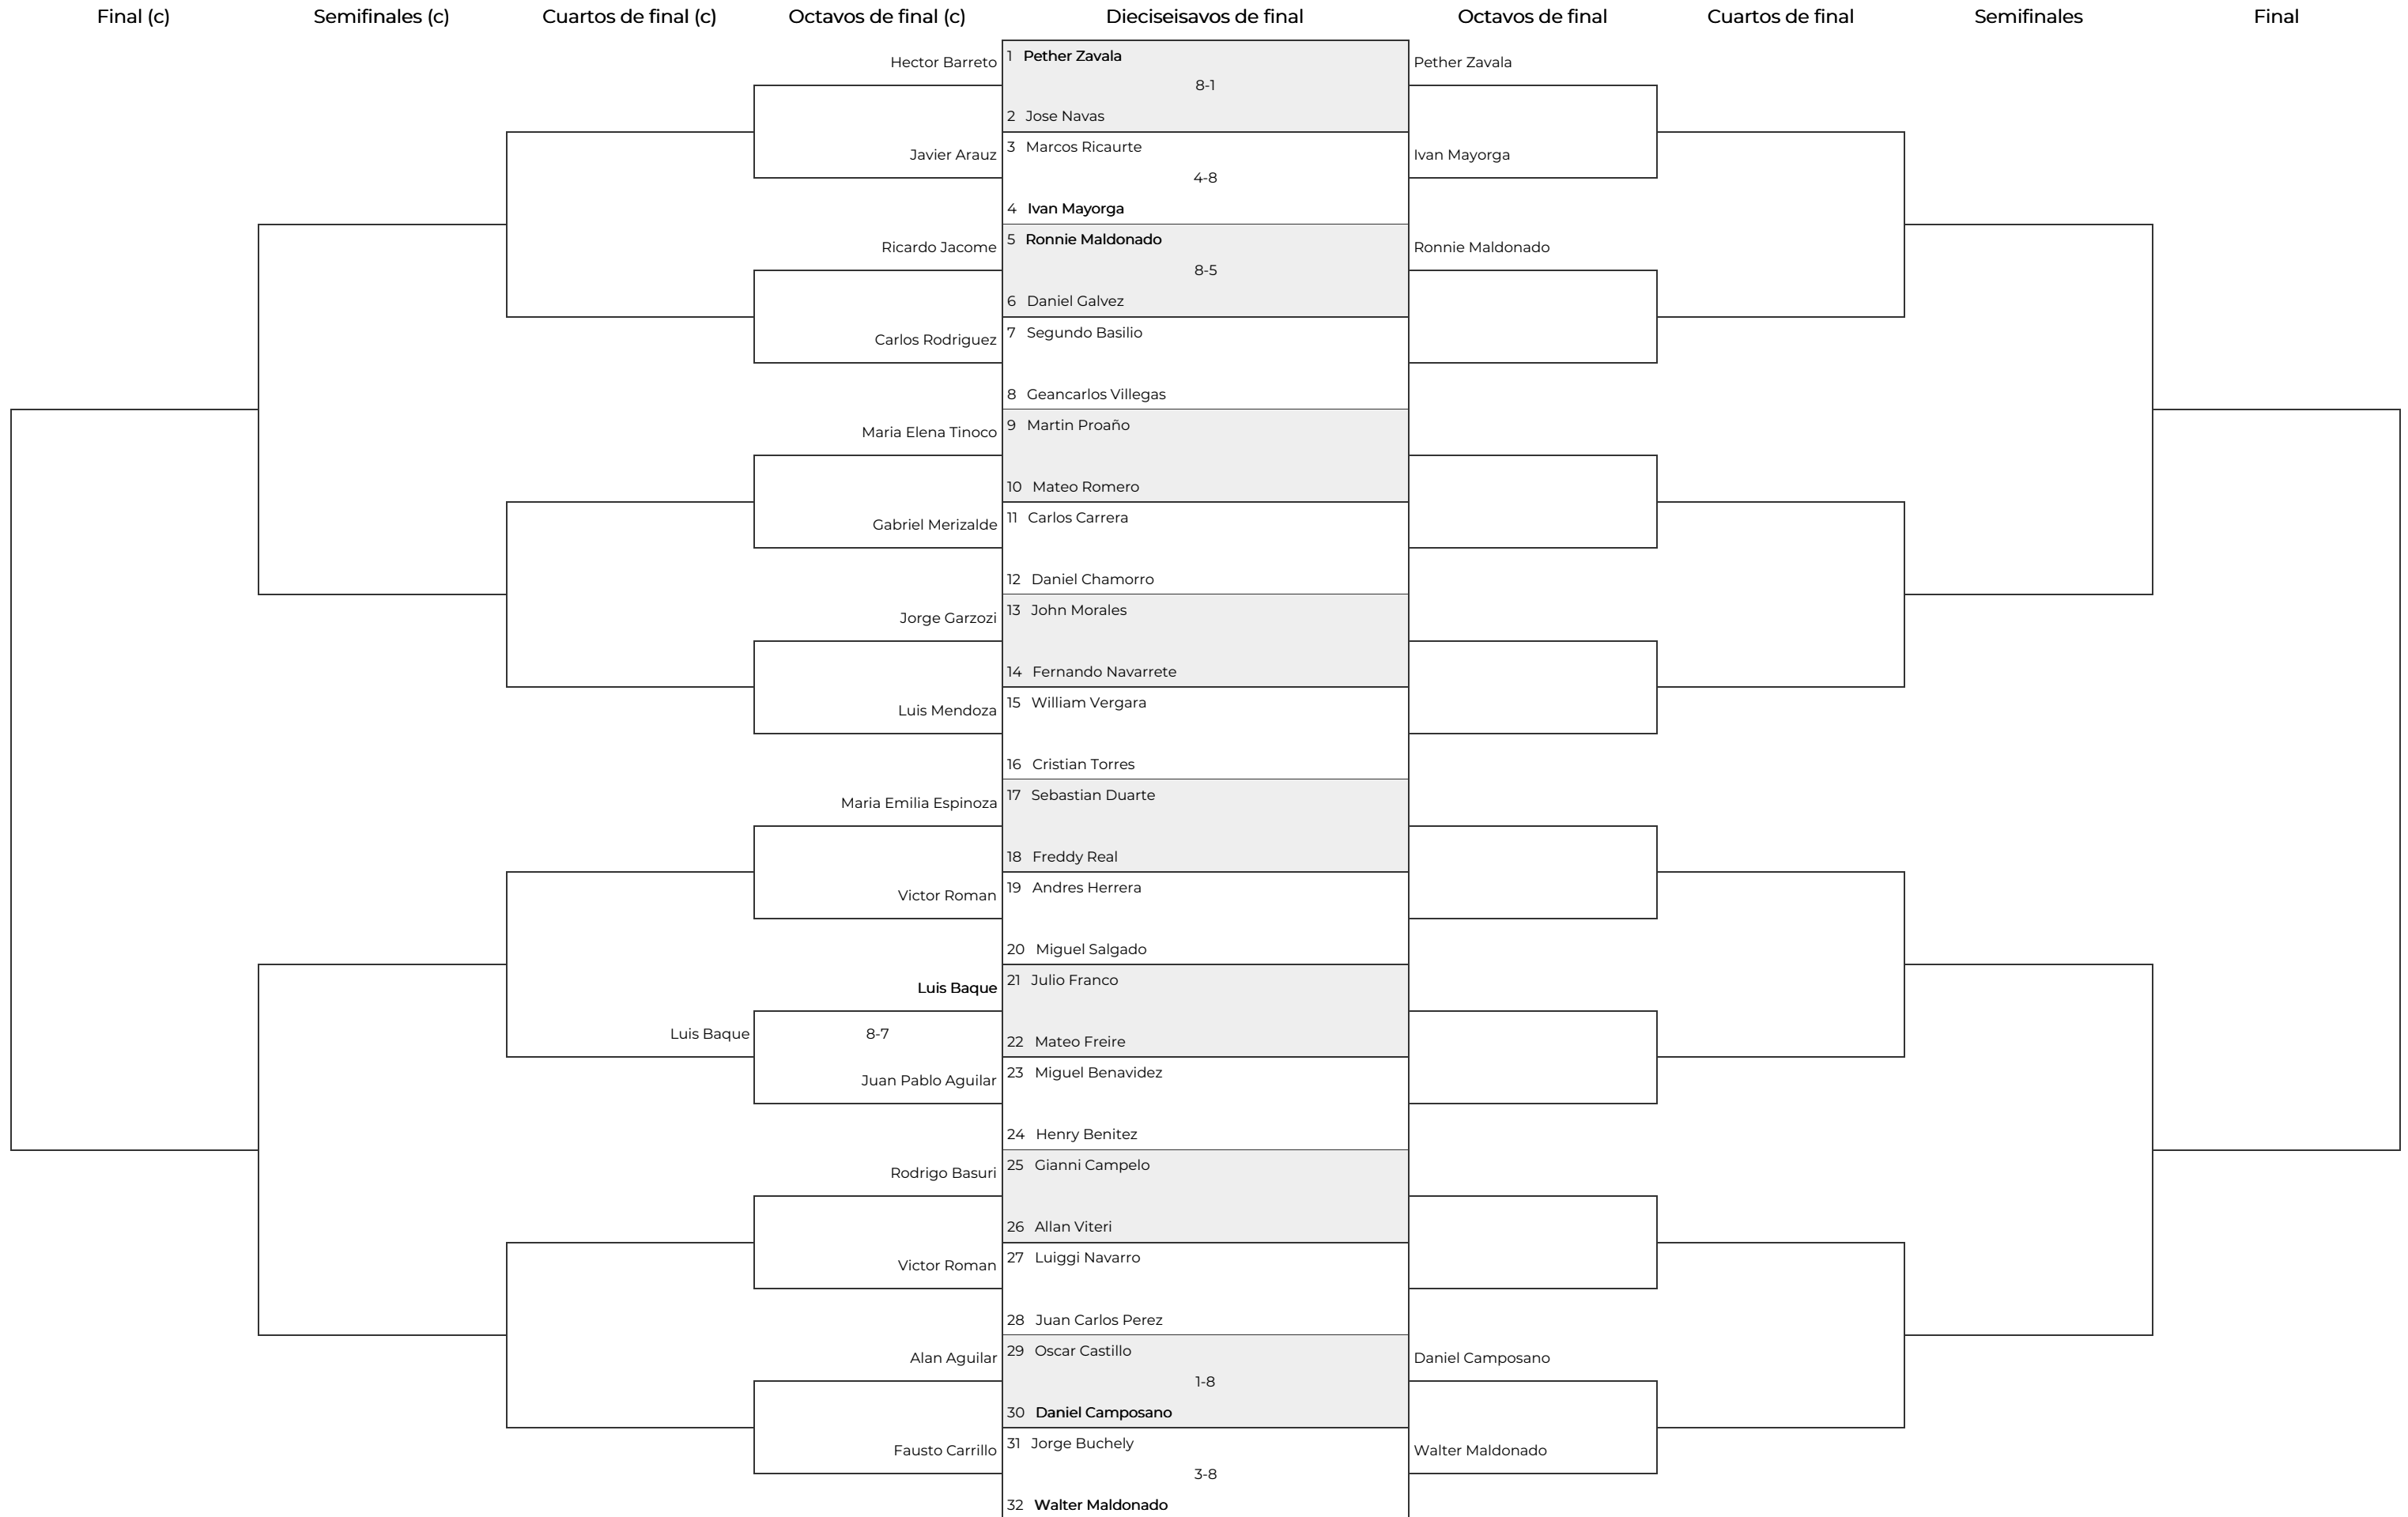 Final (c) Semifinales (c) Cuartos de final (c) Octavos de final (c) Dieciseisavos de final Octavos de final Cuartos de final Semifinales Final
1 Pether Zavala
Hector Barreto
Pether Zavala
8-1
2 Jose Navas
3 Marcos Ricaurte
Javier Arauz
Ivan Mayorga
4-8
4 Ivan Mayorga
5 Ronnie Maldonado
Ricardo Jacome
Ronnie Maldonado
8-5
6 Daniel Galvez
7 Segundo Basilio
Carlos Rodriguez
8 Geancarlos Villegas
9 Martin Proaño
Maria Elena Tinoco
10 Mateo Romero
11 Carlos Carrera
Gabriel Merizalde
12 Daniel Chamorro
13 John Morales
Jorge Garzozi
14 Fernando Navarrete
15 William Vergara
Luis Mendoza
16 Cristian Torres
17 Sebastian Duarte
Maria Emilia Espinoza
18 Freddy Real
19 Andres Herrera
Victor Roman
20 Miguel Salgado
21 Julio Franco
Luis Baque
Luis Baque
8-7
22 Mateo Freire
23 Miguel Benavidez
Juan Pablo Aguilar
24 Henry Benitez
25 Gianni Campelo
Rodrigo Basuri
26 Allan Viteri
27 Luiggi Navarro
Victor Roman
28 Juan Carlos Perez
29 Oscar Castillo
Alan Aguilar
Daniel Camposano
1-8
30 Daniel Camposano
31 Jorge Buchely
Fausto Carrillo
Walter Maldonado
3-8
32 Walter Maldonado